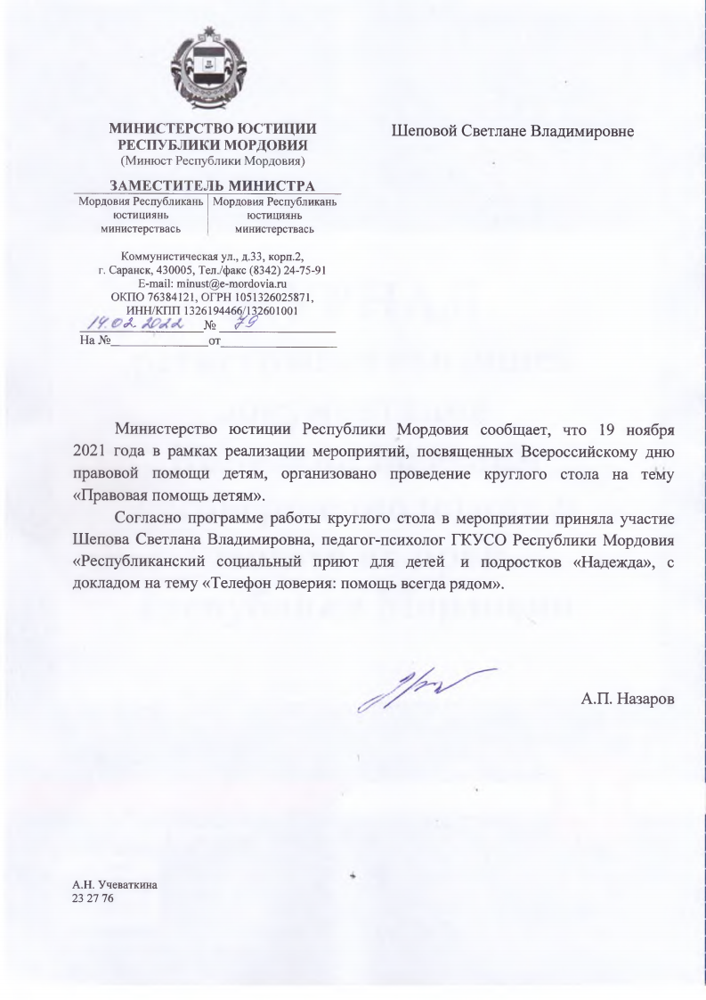 МИНИСТЕРСТВО ЮСТИЦИИ
РЕСПУБЛИКИ МОРДОВИЯ
(Минюст Республики Мордовия)
ЗАМЕСТИТЕЛЬ МИНИСТРА
Мордовия Республикань
юстициянь
министерствась
Мордовия Республикань
юстициянь
министерствась
Коммунистическая ул., д.33, корп.2,
г. Саранск, 430005, Тел./факс (8342) 24-75-91
E-mail: minust@e-mordovia.ru
ОКПО 76384121, ОГРН 1051326025871,
ИНН/КПП 1326194466/132601001
14.02.2022 № 79
На №_______________от_________________
Шеповой Светлане Владимировне
Министерство юстиции Республики Мордовия сообщает, что 19 ноября
2021 года в рамках реализации мероприятий, посвященных Всероссийскому дню
правовой помощи детям, организовано проведение круглого стола на тему
«Правовая помощь детям».
Согласно программе работы круглого стола в мероприятии приняла участие
Шепова Светлана Владимировна, педагог-психолог ГКУСО Республики Мордовия
«Республиканский социальный приют для детей и подростков «Надежда», с
докладом на тему «Телефон доверия: помощь всегда рядом».
А.П. Назаров
А.Н. Учеваткина
23 27 76